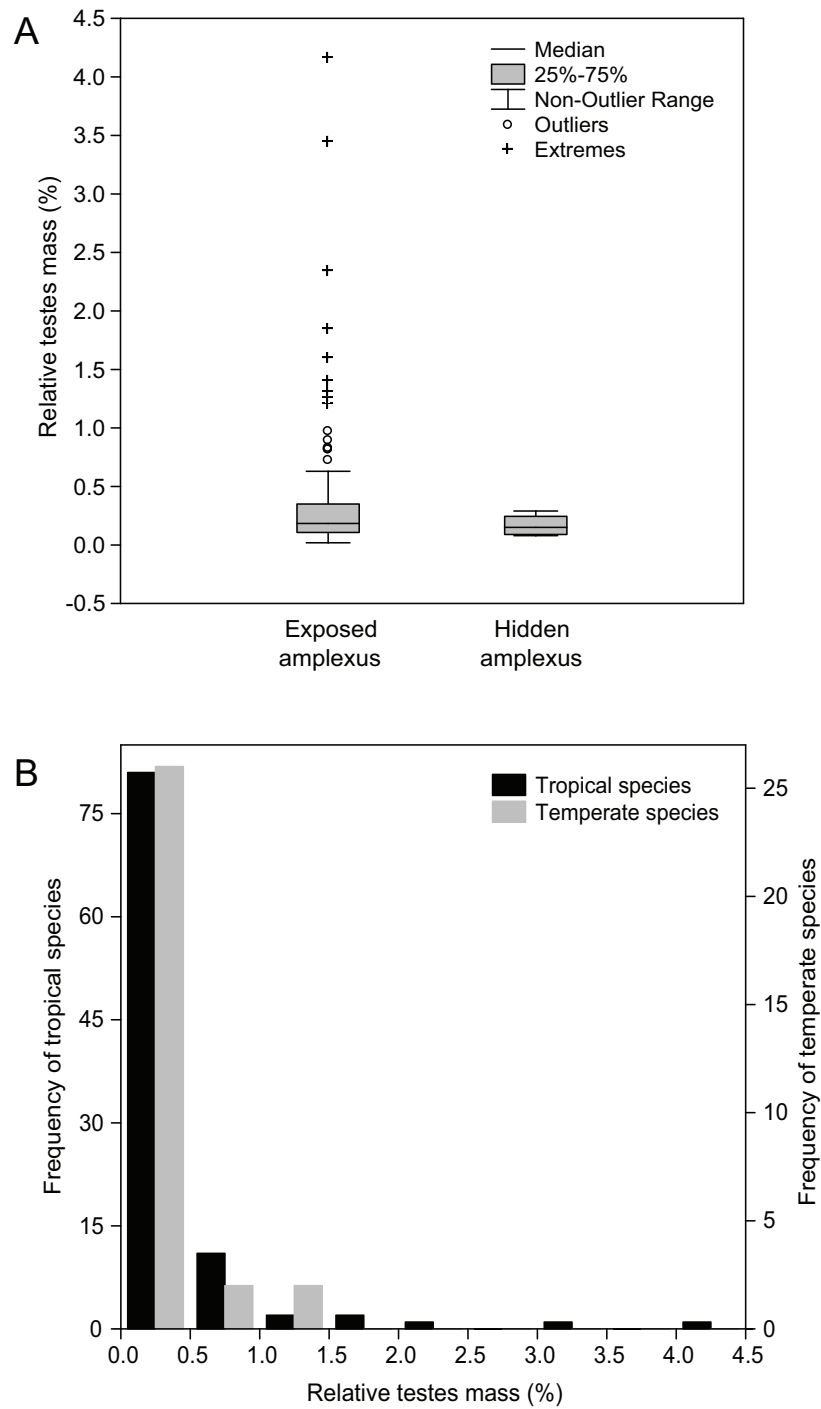 A
4.5
4.0
3.5
3.0
2.5
2.0
1.5
1.0
0.5
0.0
-0.5
Relative testes mass (%)
Median
25%-75%
Non-Outlier Range
Outliers
Extremes
Exposed
amplexus
Hidden
amplexus
B
75
60
45
30
15
0
Frequency of tropical species
Tropical species
Temperate species
25
20
15
10
5
0
Frequency of temperate species
0.0 0.5 1.0 1.5 2.0 2.5 3.0 3.5 4.0 4.5
Relative testes mass (%)